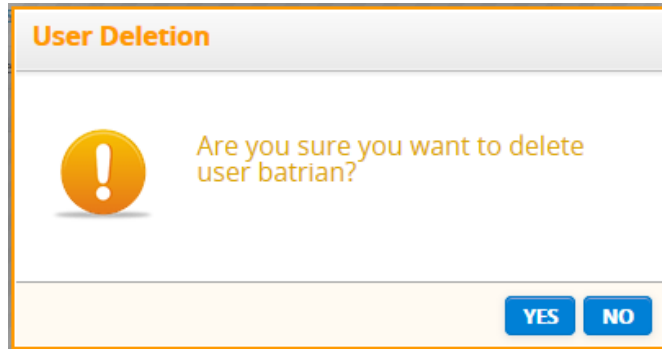 User Deletion
Are you sure you want to delete
user batrian?
YES NO